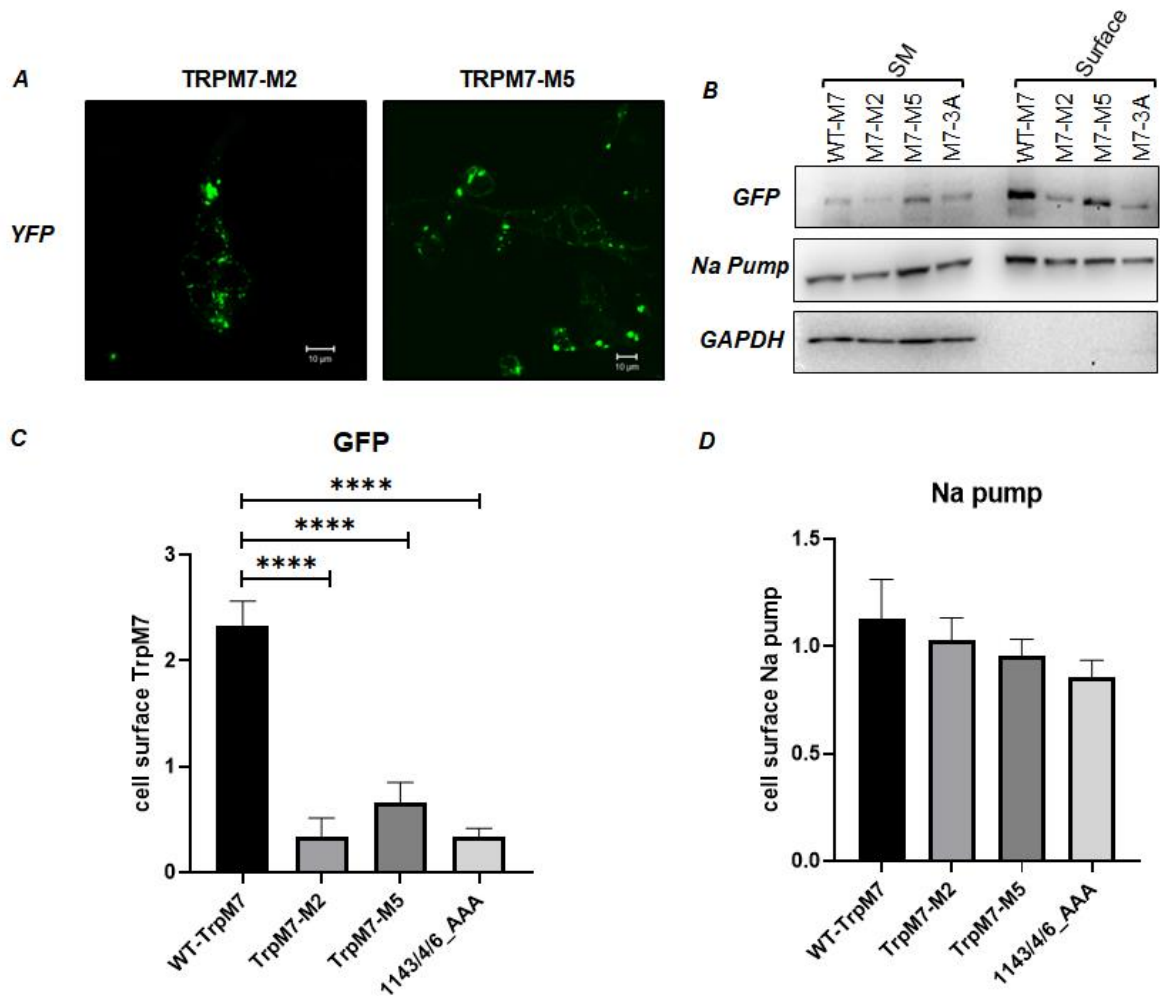 A
TRPM7-M2
TRPM7-M5
YFP
10 µm
10 µm
B
SM
Surface
WT-M7
M7-M2
M7-M5
M7-3A
WT-M7
M7-M2
M7-M5
M7-3A
GFP
Na Pump
GAPDH
C
GFP
****
****
****
cell surface TrpM7
3
2
1
0
WT-TrpM7
TrpM7-M2
TrpM7-M5
1143/4/6_AAA
D
Na pump
cell surface Na pump
1.5
1.0
0.5
0.0
WT-TrpM7
TrpM7-M2
TrpM7-M5
1143/4/6_AAA